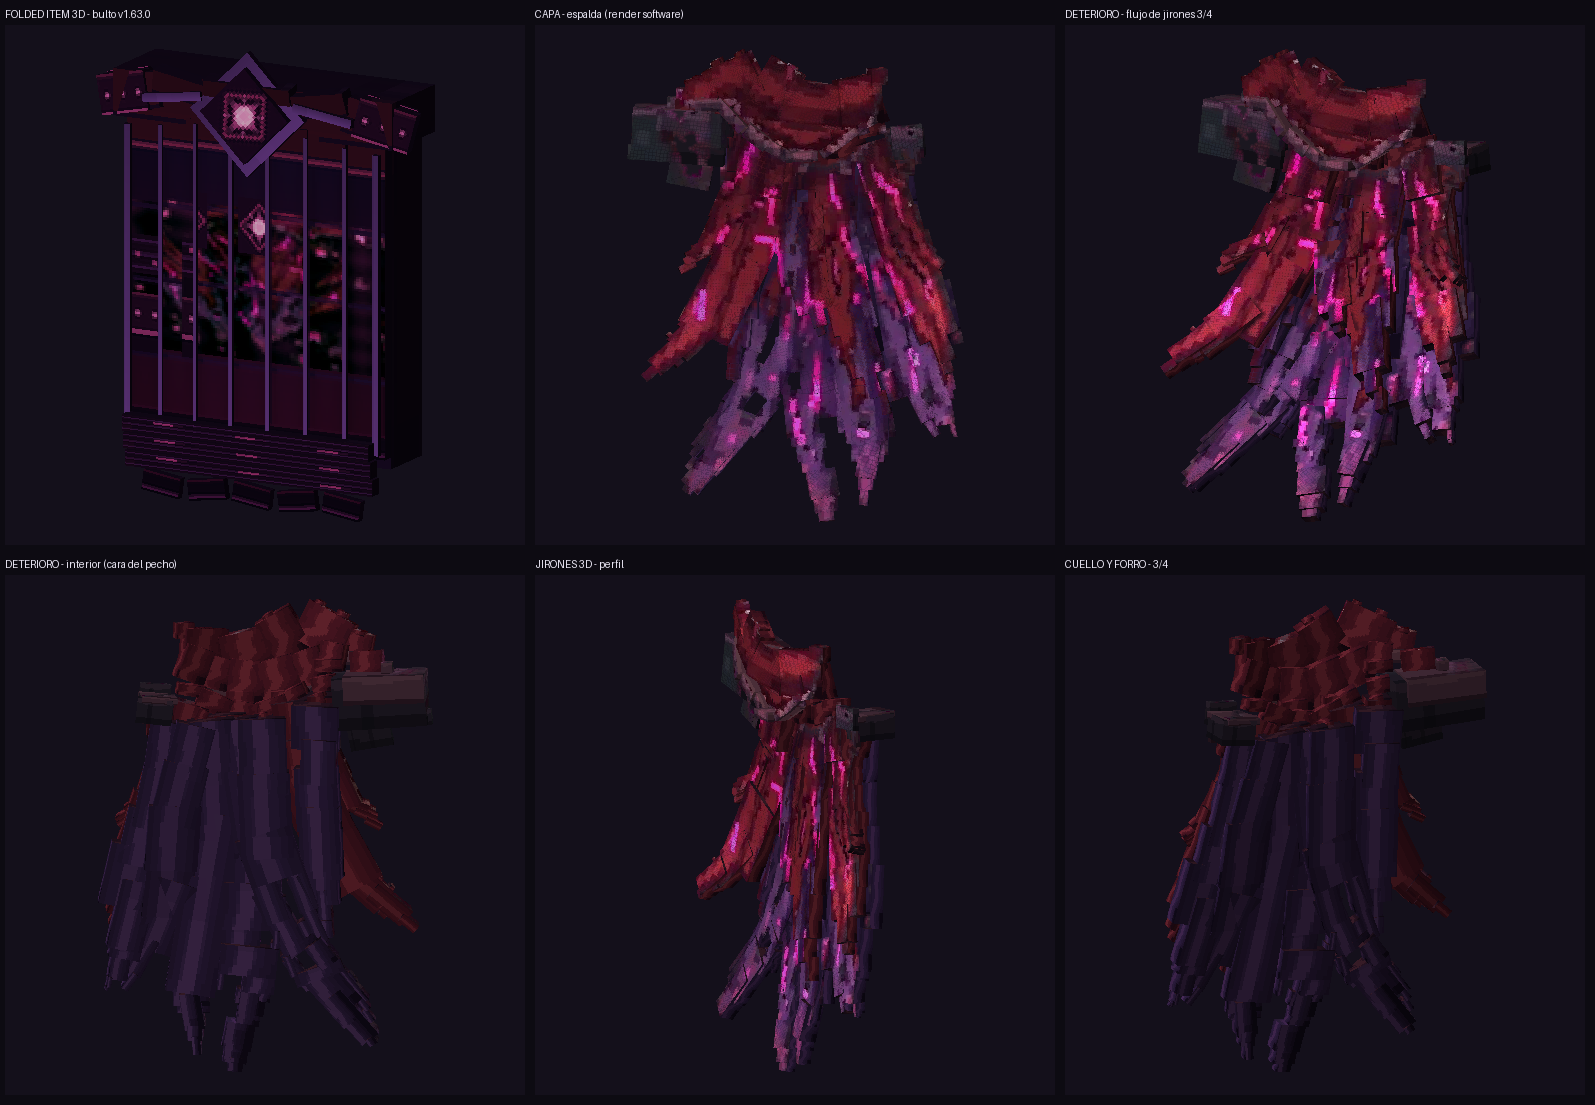 FOLDED ITEM 3D - bulto v1.63.0
CAPA - espalda (render software)
DETERIORO - flujo de jirones 3/4
DETERIORO - interior (cara del pecho)
JIRONES 3D - perfil
CUELLO Y FORRO - 3/4